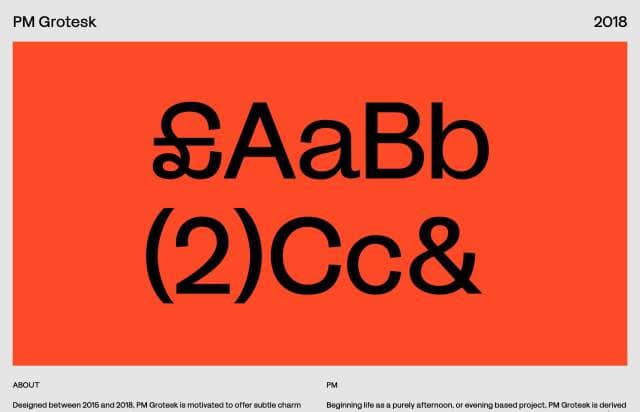 PM Grotesk
2018
£AaBb
(2)Cc&
ABOUT
PM
Designed between 2015 and 2018, PM Grotesk is motivated to offer subtle charm
Beginning life as a purely afternoon, or evening based project, PM Grotesk is derived